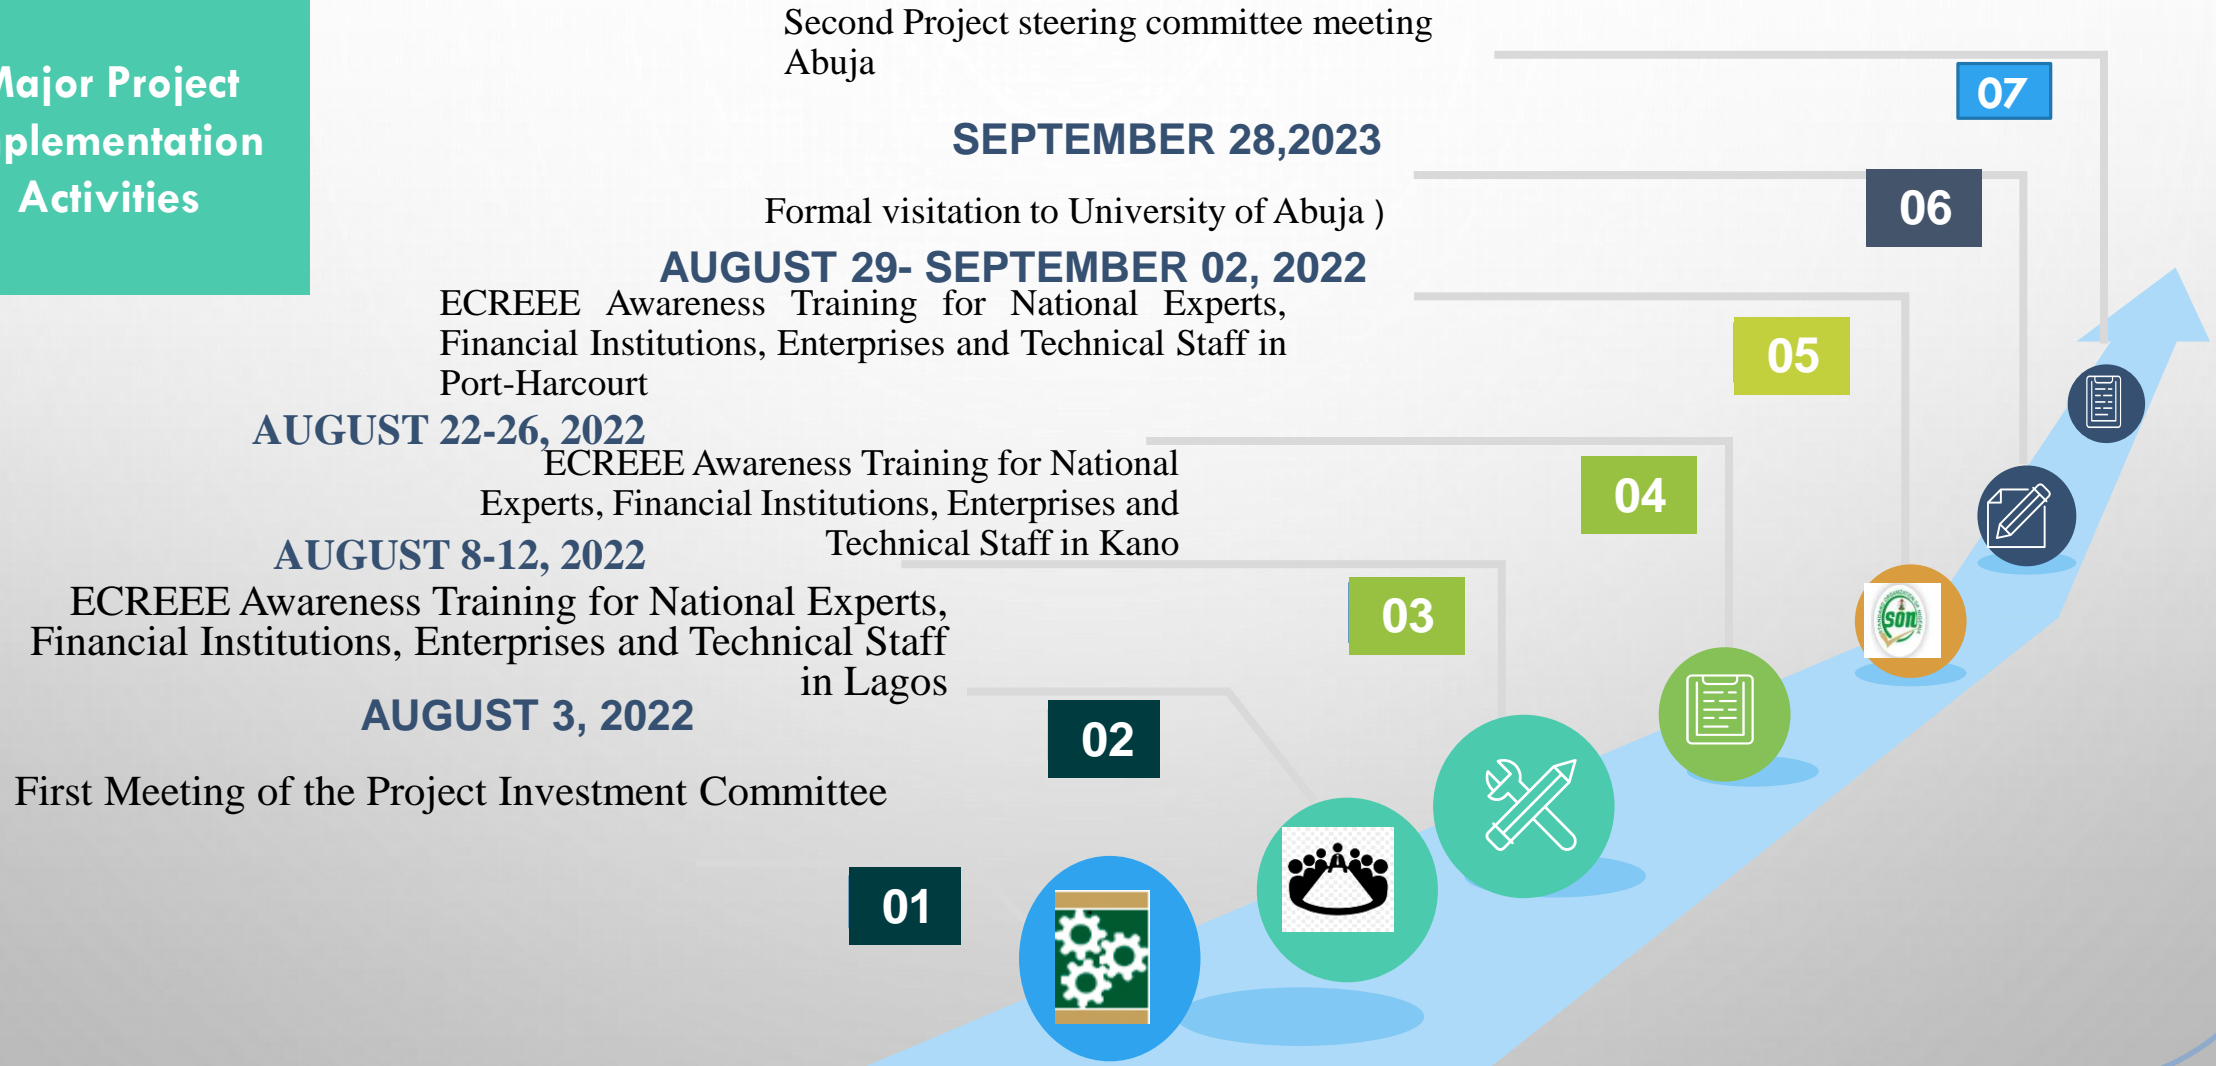 Major Project
mplementation
Activities
Second Project steering committee meeting
Abuja
07
SEPTEMBER 28,2023
Formal visitation to University of Abuja )
06
AUGUST 29- SEPTEMBER 02, 2022
ECREEE Awareness Training for National Experts,
Financial Institutions, Enterprises and Technical Staff in
Port-Harcourt
05
AUGUST 22-26, 2022
ECREEE Awareness Training for National
Experts, Financial Institutions, Enterprises and
Technical Staff in Kano
04
AUGUST 8-12, 2022
ECREEE Awareness Training for National Experts,
Financial Institutions, Enterprises and Technical Staff
in Lagos
03
AUGUST 3, 2022
First Meeting of the Project Investment Committee
02
01
SON